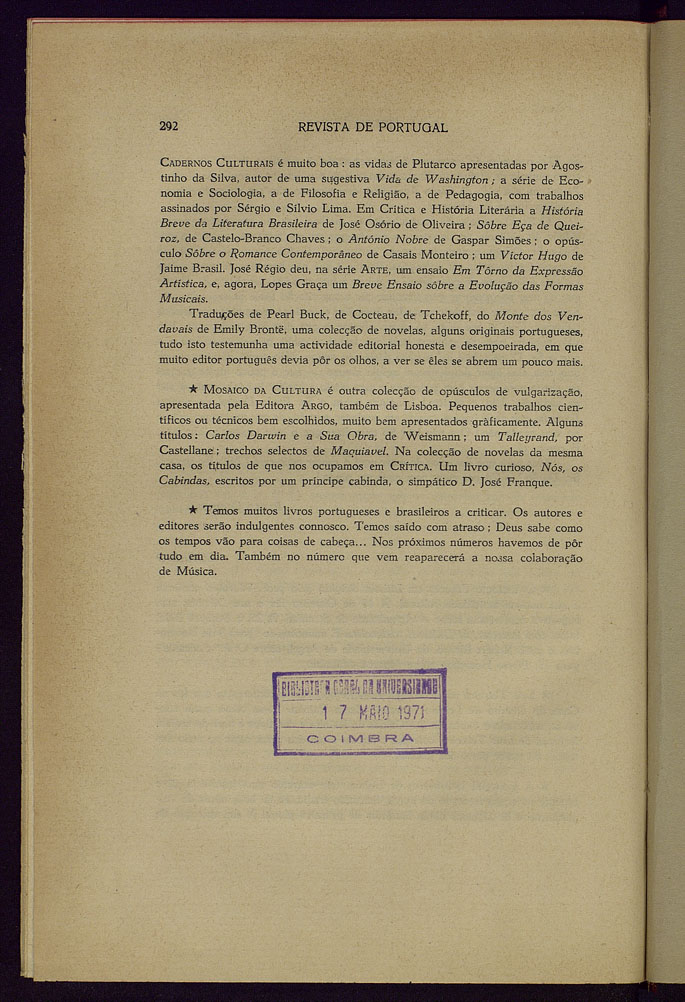 292 REVISTA DE PORTUGAL
CADERNOS CULTURAIS é muito boa : as vidas de Plutarco apresentadas por Agos-
tinho da Silva, autor de uma sugestiva Vida de Washington ; a série de Eco-
nomia e Sociologia, a de Filosofia e Religião, a de Pedagogia, com trabalhos
assinados por Sérgio e Sílvio Lima. Em Crítica e História Literária a História
Breve da Literatura Brasileira de José Osório de Oliveira ; Sôbre Eça de Quei-
roz, de Castelo-Branco Chaves ; o António Nobre de Gaspar Simões ; o opús-
culo Sôbre o Romance Contemporâneo de Casais Monteiro ; um Victor Hugo de
Jaime Brasil. José Régio deu, na série ARTE, um ensaio Em Tôrno da Expressão
Artística, e, agora, Lopes Graça um Breve Ensaio sôbre a Evolução das Formas
Musicais.
Traduções de Pearl Buck, de Cocteau, de Tchekoff, do Monte dos Ven-
davais de Emily Brontë, uma colecção de novelas, alguns originais portugueses,
tudo isto testemunha uma actividade editorial honesta e desempoeirada, em que
muito editor português devia pôr os olhos, a ver se êles se abrem um pouco mais.
★ MOSAICO DA CULTURA é outra colecção de opúsculos de vulgarização,
apresentada pela Editora ARGO, também de Lisboa. Pequenos trabalhos cien-
tíficos ou técnicos bem escolhidos, muito bem apresentados gràficamente. Alguns
títulos : Carlos Darwin e a Sua Obra, de Weismann ; um Talleyrand, por
Castellane ; trechos selectos de Maquiavel. Na colecção de novelas da mesma
casa, os títulos de que nos ocupamos em CRÍTICA. Um livro curioso, Nós, os
Cabindas, escritos por um príncipe cabinda, o simpático D. José Franque.
★ Temos muitos livros portugueses e brasileiros a criticar. Os autores e
editores serão indulgentes connosco. Temos saído com atraso ; Deus sabe como
os tempos vão para coisas de cabeça... Nos próximos números havemos de pôr
tudo em dia. Também no número que vem reaparecerá a nossa colaboração
de Música.
BIBLIOTECA GERAL DA UNIVERSIDADE
17 MAIO 1971
COIMBRA